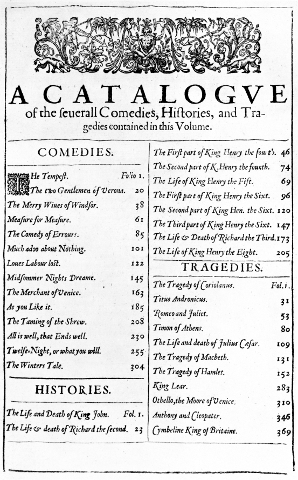 A CATALOGVE
of the seuerall Comedies, Histories, and Tra-
gedies contained in this Volume.
COMEDIES.
The Tempest. Folio 1.
The two Gentlemen of Verona. 20
The Merry Wiues of Windsor. 38
Measure for Measure. 61
The Comedy of Errours. 85
Much adoo about Nothing. 101
Loues Labour lost. 122
Midsommer Nights Dreame. 145
The Merchant of Venice. 163
As you Like it. 185
The Taming of the Shrew. 208
All is well, that Ends well. 230
Twelfe-Night, or what you will. 255
The Winters Tale. 304
HISTORIES.
The Life and Death of King John. Fol. 1.
The Life & death of Richard the second. 23
The First part of King Henry the fourth. 46
The Second part of K. Henry the fourth. 74
The Life of King Henry the Fift. 69
The First part of King Henry the Sixt. 96
The Second part of King Hen. the Sixt. 120
The Third part of King Henry the Sixt. 147
The Life & Death of Richard the Third. 173
The Life of King Henry the Eight. 205
TRAGEDIES.
The Tragedy of Coriolanus. Fol. 1.
Titus Andronicus. 31
Romeo and Juliet. 53
Timon of Athens. 80
The Life and death of Julius Cæsar. 109
The Tragedy of Macbeth. 131
The Tragedy of Hamlet. 152
King Lear. 283
Othello, the Moore of Venice. 310
Anthony and Cleopater. 346
Cymbeline King of Britaine. 369